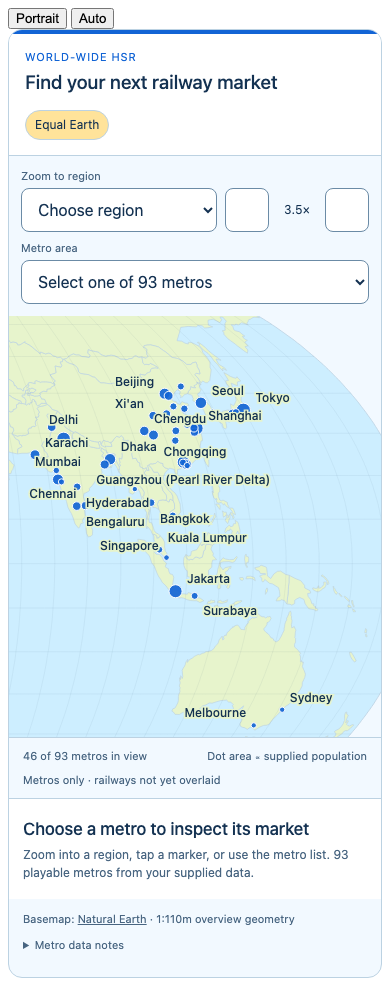 Portrait Auto
WORLD-WIDE HSR
Find your next railway market
Equal Earth
Zoom to region
Choose region
3.5×
Metro area
Select one of 93 metros
Beijing
Seoul
Tokyo
Xi'an
Chengdu
Shanghai
Delhi
Karachi
Dhaka
Chongqing
Mumbai
Guangzhou (Pearl River Delta)
Chennai
Hyderabad
Bengaluru
Bangkok
Kuala Lumpur
Singapore
Jakarta
Surabaya
Sydney
Melbourne
46 of 93 metros in view
Dot area = supplied population
Metros only · railways not yet overlaid
Choose a metro to inspect its market
Zoom into a region, tap a marker, or use the metro list. 93
playable metros from your supplied data.
Basemap: Natural Earth · 1:110m overview geometry
Metro data notes